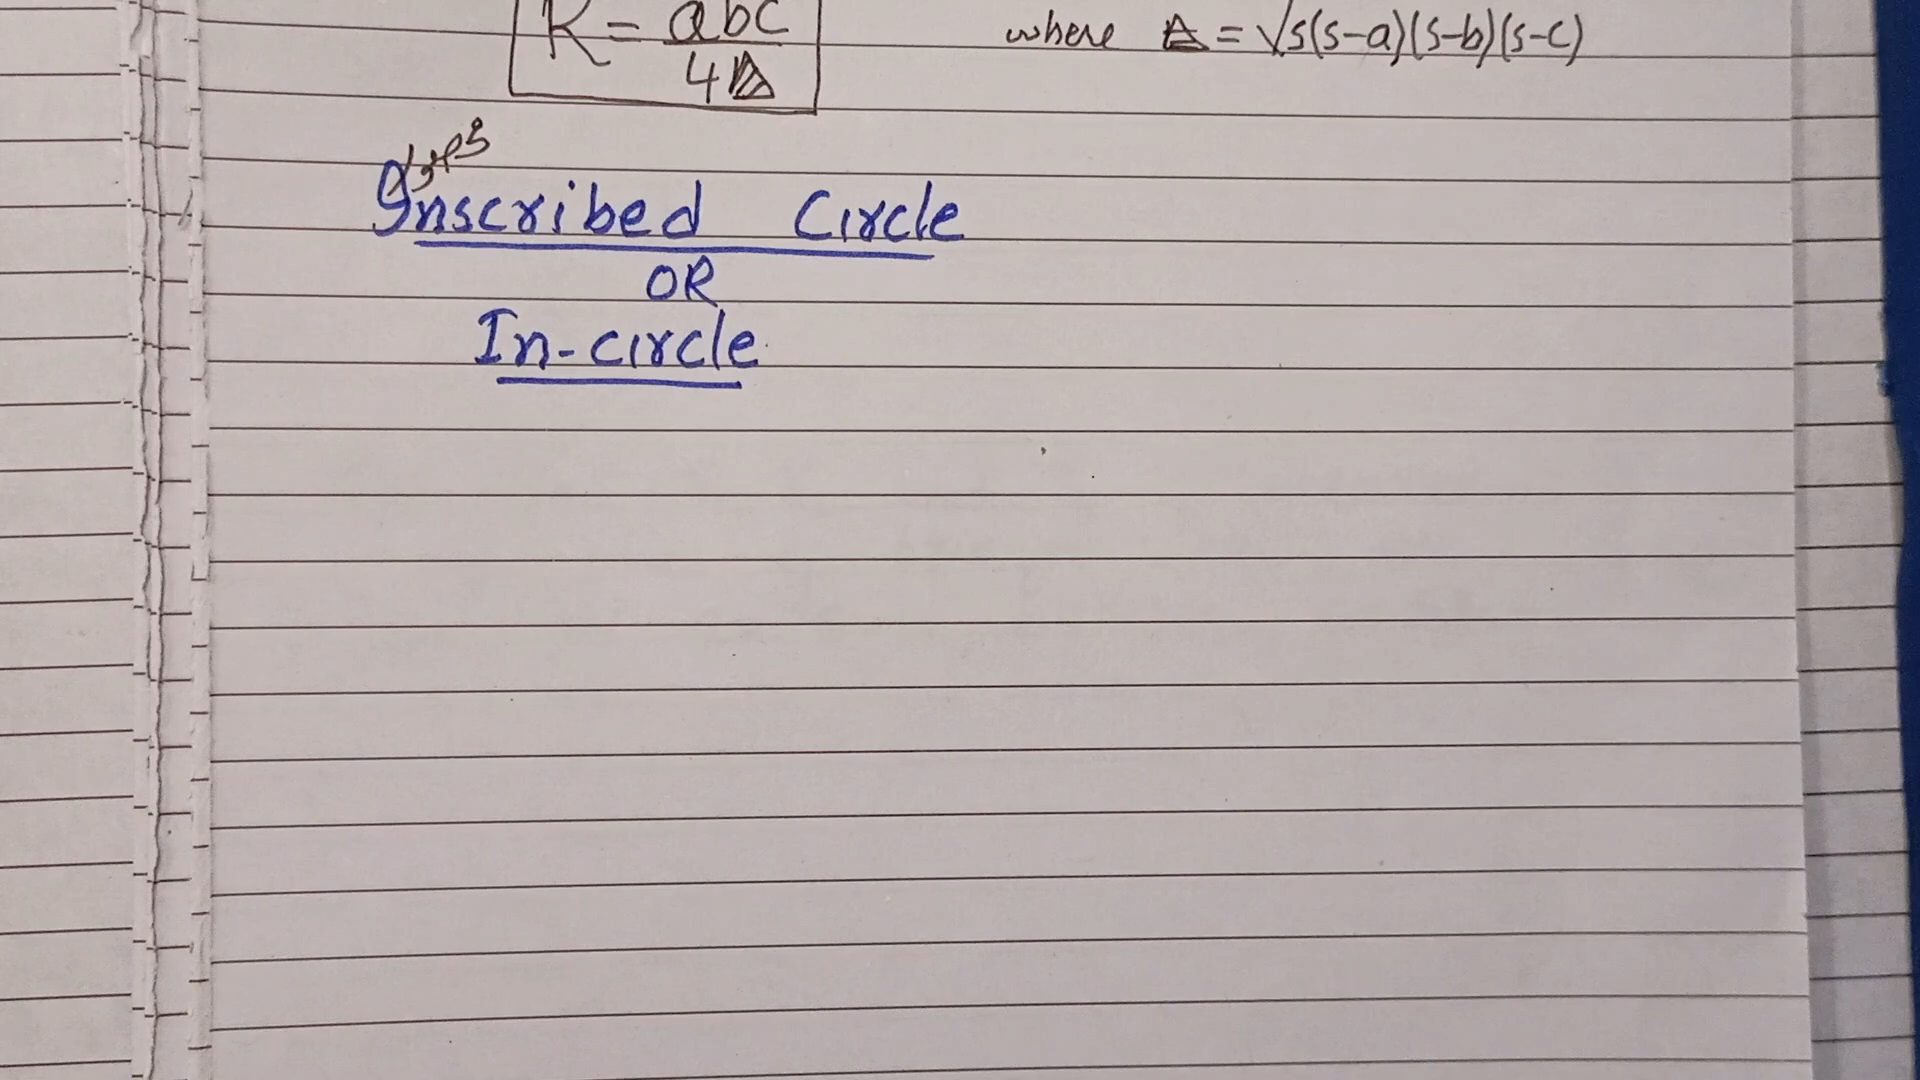 R = abc / 4Δ where Δ = √s(s-a)(s-b)(s-c)
Inscribed Circle
OR
In-circle